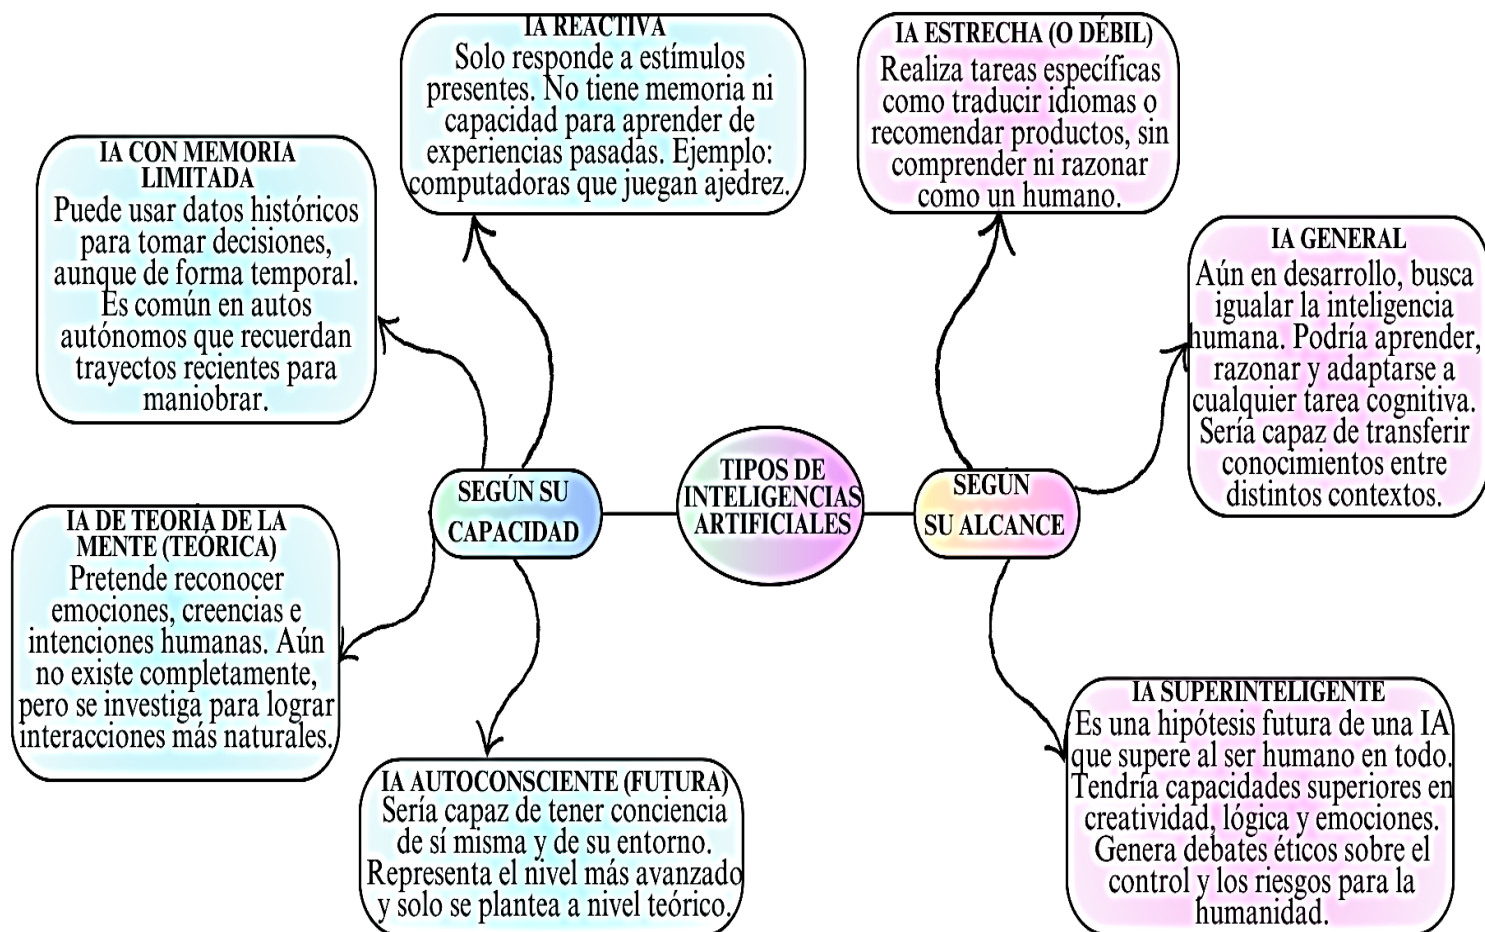 IA REACTIVA
Solo responde a estímulos
presentes. No tiene memoria ni
capacidad para aprender de
experiencias pasadas. Ejemplo:
computadoras que juegan ajedrez.
IA ESTRECHA (O DÉBIL)
Realiza tareas específicas
como traducir idiomas o
recomendar productos, sin
comprender ni razonar
como un humano.
IA CON MEMORIA
LIMITADA
Puede usar datos históricos
para tomar decisiones,
aunque de forma temporal.
Es común en autos
autónomos que recuerdan
trayectos recientes para
maniobrar.
IA GENERAL
Aún en desarrollo, busca
igualar la inteligencia
humana. Podría aprender,
razonar y adaptarse a
cualquier tarea cognitiva.
Sería capaz de transferir
conocimientos entre
distintos contextos.
SEGÚN SU
CAPACIDAD
TIPOS DE
INTELIGENCIAS
ARTIFICIALES
SEGÚN
SU ALCANCE
IA DE TEORÍA DE LA
MENTE (TEÓRICA)
Pretende reconocer
emociones, creencias e
intenciones humanas. Aún
no existe completamente,
pero se investiga para lograr
interacciones más naturales.
IA AUTOCONSCIENTE (FUTURA)
Sería capaz de tener conciencia
de sí misma y de su entorno.
Representa el nivel más avanzado
y solo se plantea a nivel teórico.
IA SUPERINTELIGENTE
Es una hipótesis futura de una IA
que supere al ser humano en todo.
Tendría capacidades superiores en
creatividad, lógica y emociones.
Genera debates éticos sobre el
control y los riesgos para la
humanidad.